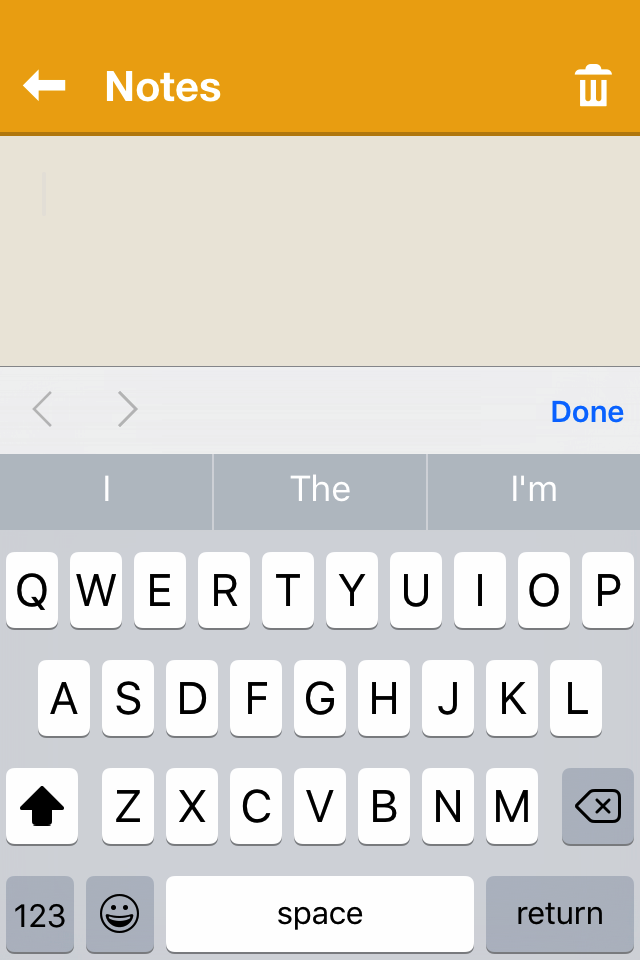 Notes
Done
I The I'm
Q W E R T Y U I O P
A S D F G H J K L
Z X C V B N M
123 space return